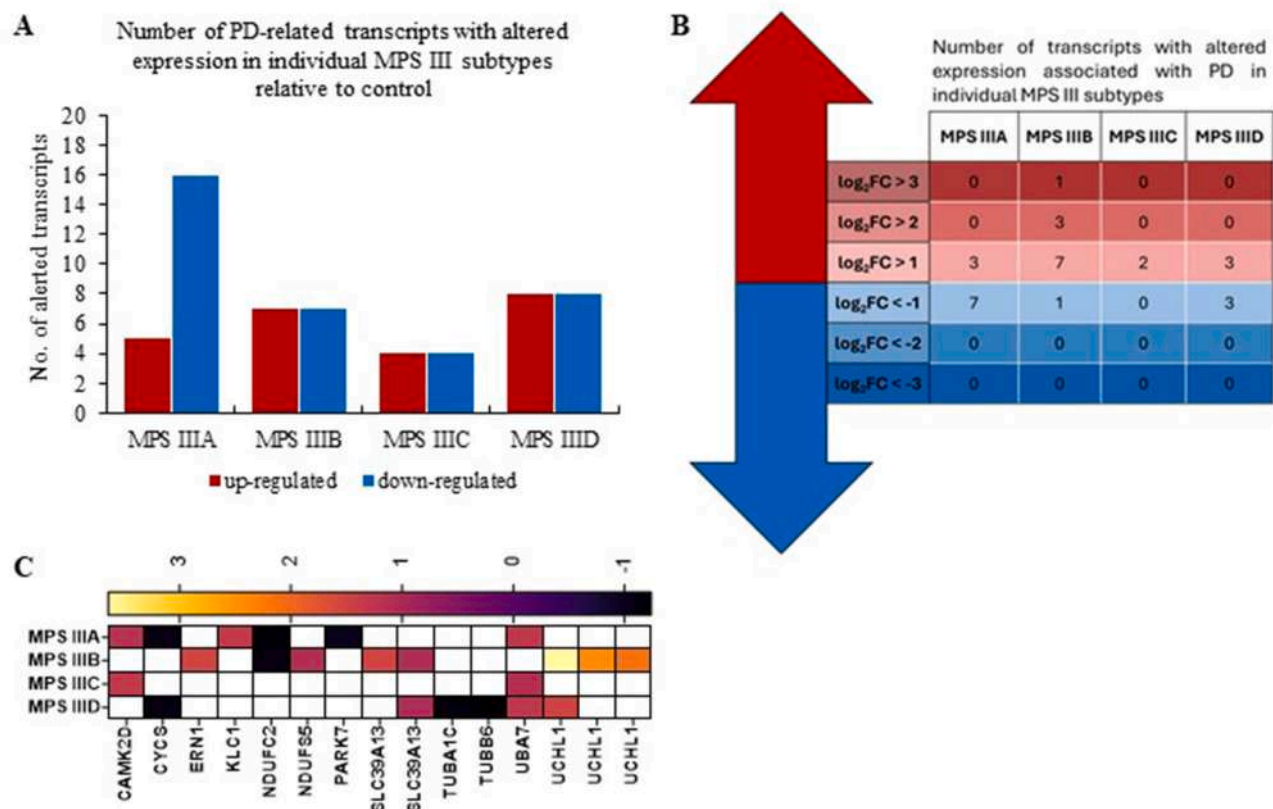 A
Number of PD-related transcripts with altered
expression in individual MPS III subtypes
relative to control
No. of alerted transcripts
20
18
16
14
12
10
8
6
4
2
0
MPS IIIA MPS IIIB MPS IIIC MPS IIID
up-regulated down-regulated
B
Number of transcripts with altered
expression associated with PD in
individual MPS III subtypes
MPS IIIA MPS IIIB MPS IIIC MPS IIID
log₂FC > 3 0 1 0 0
log₂FC > 2 0 3 0 0
log₂FC > 1 3 7 2 3
log₂FC < -1 7 1 0 3
log₂FC < -2 0 0 0 0
log₂FC < -3 0 0 0 0
C
3 2 1 0 -1
MPS IIIA
MPS IIIB
MPS IIIC
MPS IIID
CAMK2D CYCS ERN1 KLC1 NDUFC2 NDUFS5 PARK7 SLC39A13 SLC39A13 TUBA1C TUBB6 UBA7 UCHL1 UCHL1 UCHL1